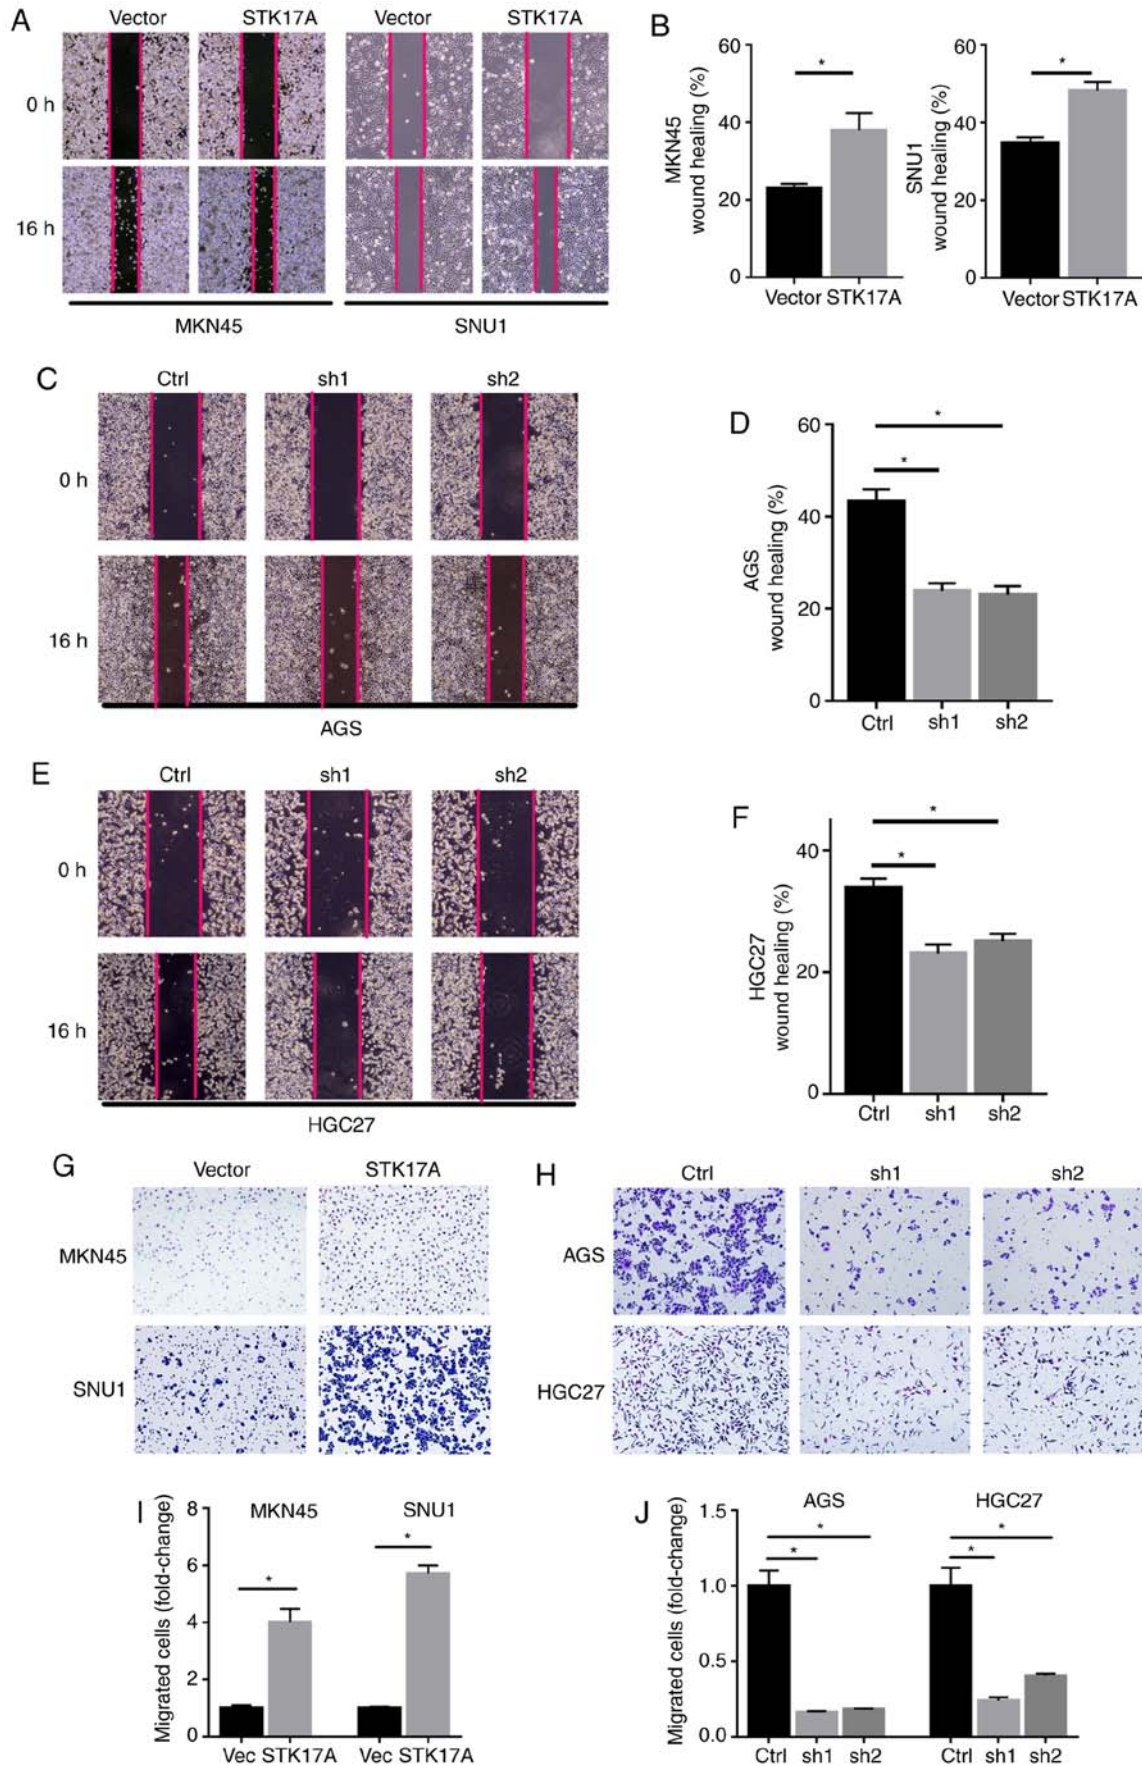 A
Vector
STK17A
Vector
STK17A
0 h
16 h
MKN45
SNU1
B
MKN45
wound healing (%)
60
40
20
0
*
Vector STK17A
SNU1
wound healing (%)
60
40
20
0
*
Vector STK17A
C
Ctrl
sh1
sh2
0 h
16 h
AGS
D
AGS
wound healing (%)
60
40
20
0
*
*
Ctrl
sh1
sh2
E
Ctrl
sh1
sh2
0 h
16 h
HGC27
F
HGC27
wound healing (%)
40
20
0
*
*
Ctrl
sh1
sh2
G
Vector
STK17A
MKN45
SNU1
H
Ctrl
sh1
sh2
AGS
HGC27
I
Migrated cells (fold-change)
8
6
4
2
0
MKN45
SNU1
*
*
Vec STK17A
Vec STK17A
J
Migrated cells (fold-change)
1.5
1.0
0.5
0.0
AGS
HGC27
*
*
*
*
Ctrl
sh1
sh2
Ctrl
sh1
sh2